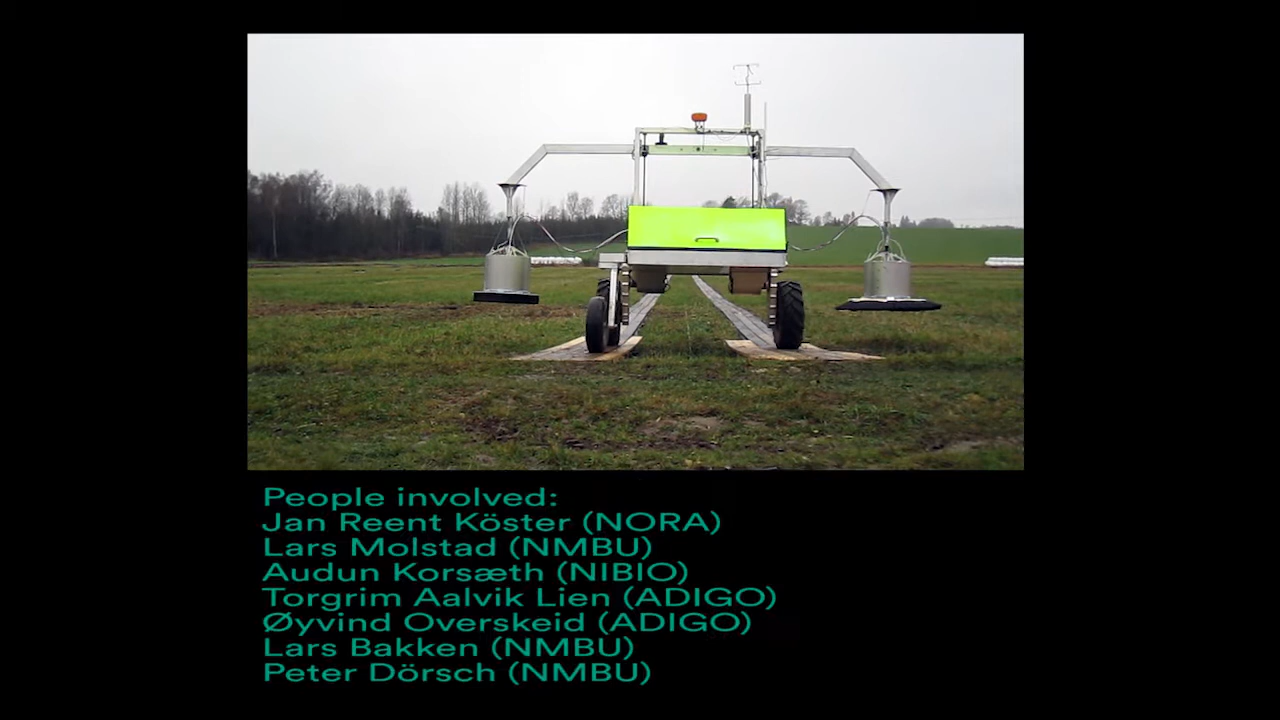 People involved:
Jan Reent Köster (NORA)
Lars Molstad (NMBU)
Audun Korsæth (NIBIO)
Torgrim Aalvik Lien (ADIGO)
Øyvind Overskeid (ADIGO)
Lars Bakken (NMBU)
Peter Dörsch (NMBU)